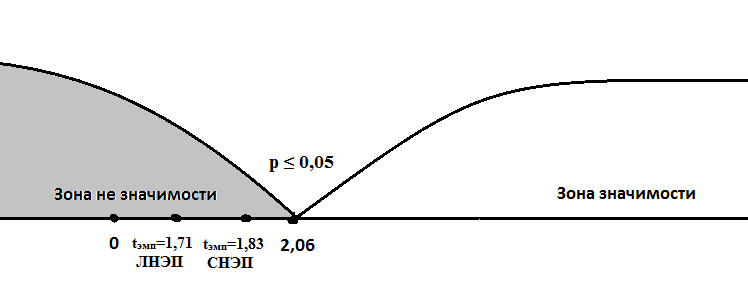 p ≤ 0,05
Зона не значимости
Зона значимости
0 tэмп=1,71 tэмп=1,83 2,06
ЛНЭП СНЭП